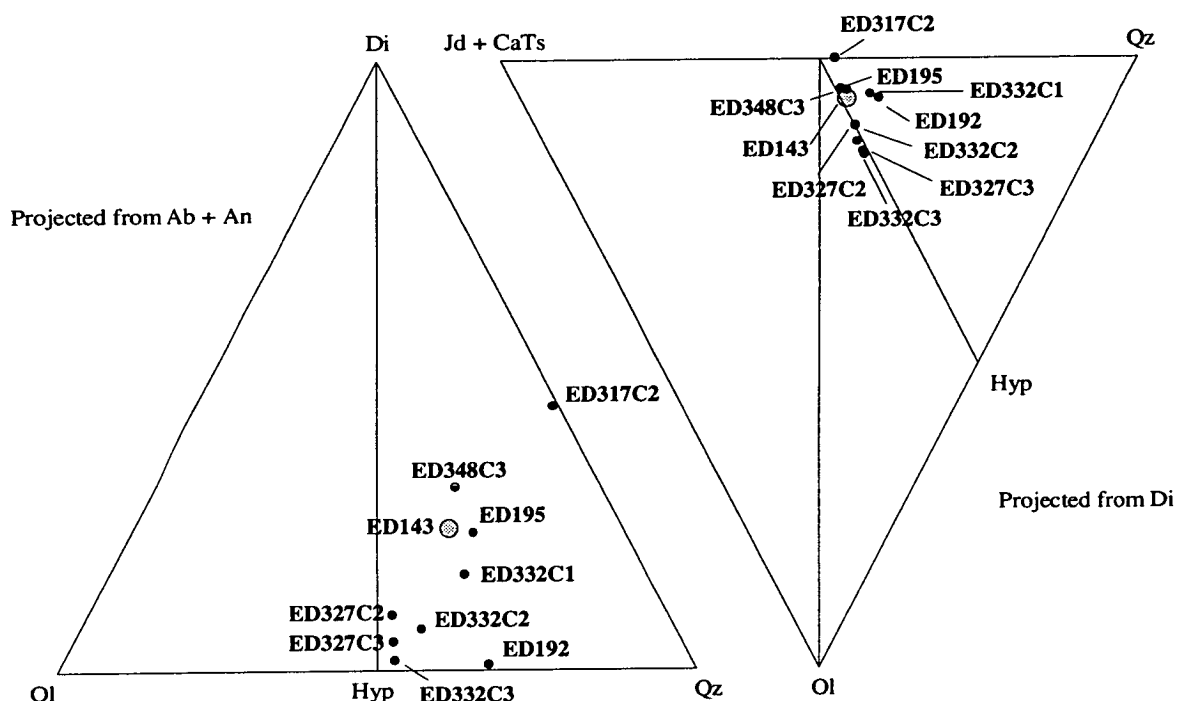 ED317C2
Di
Jd + CaTs
Qz
ED195
ED348C3
ED332C1
ED192
ED143
ED332C2
ED327C2
ED327C3
ED332C3
Projected from Ab + An
Hyp
ED317C2
ED348C3
Projected from Di
ED143
ED195
ED332C1
ED327C2
ED332C2
ED327C3
ED192
Ol
Hyp
ED332C3
Qz
Ol